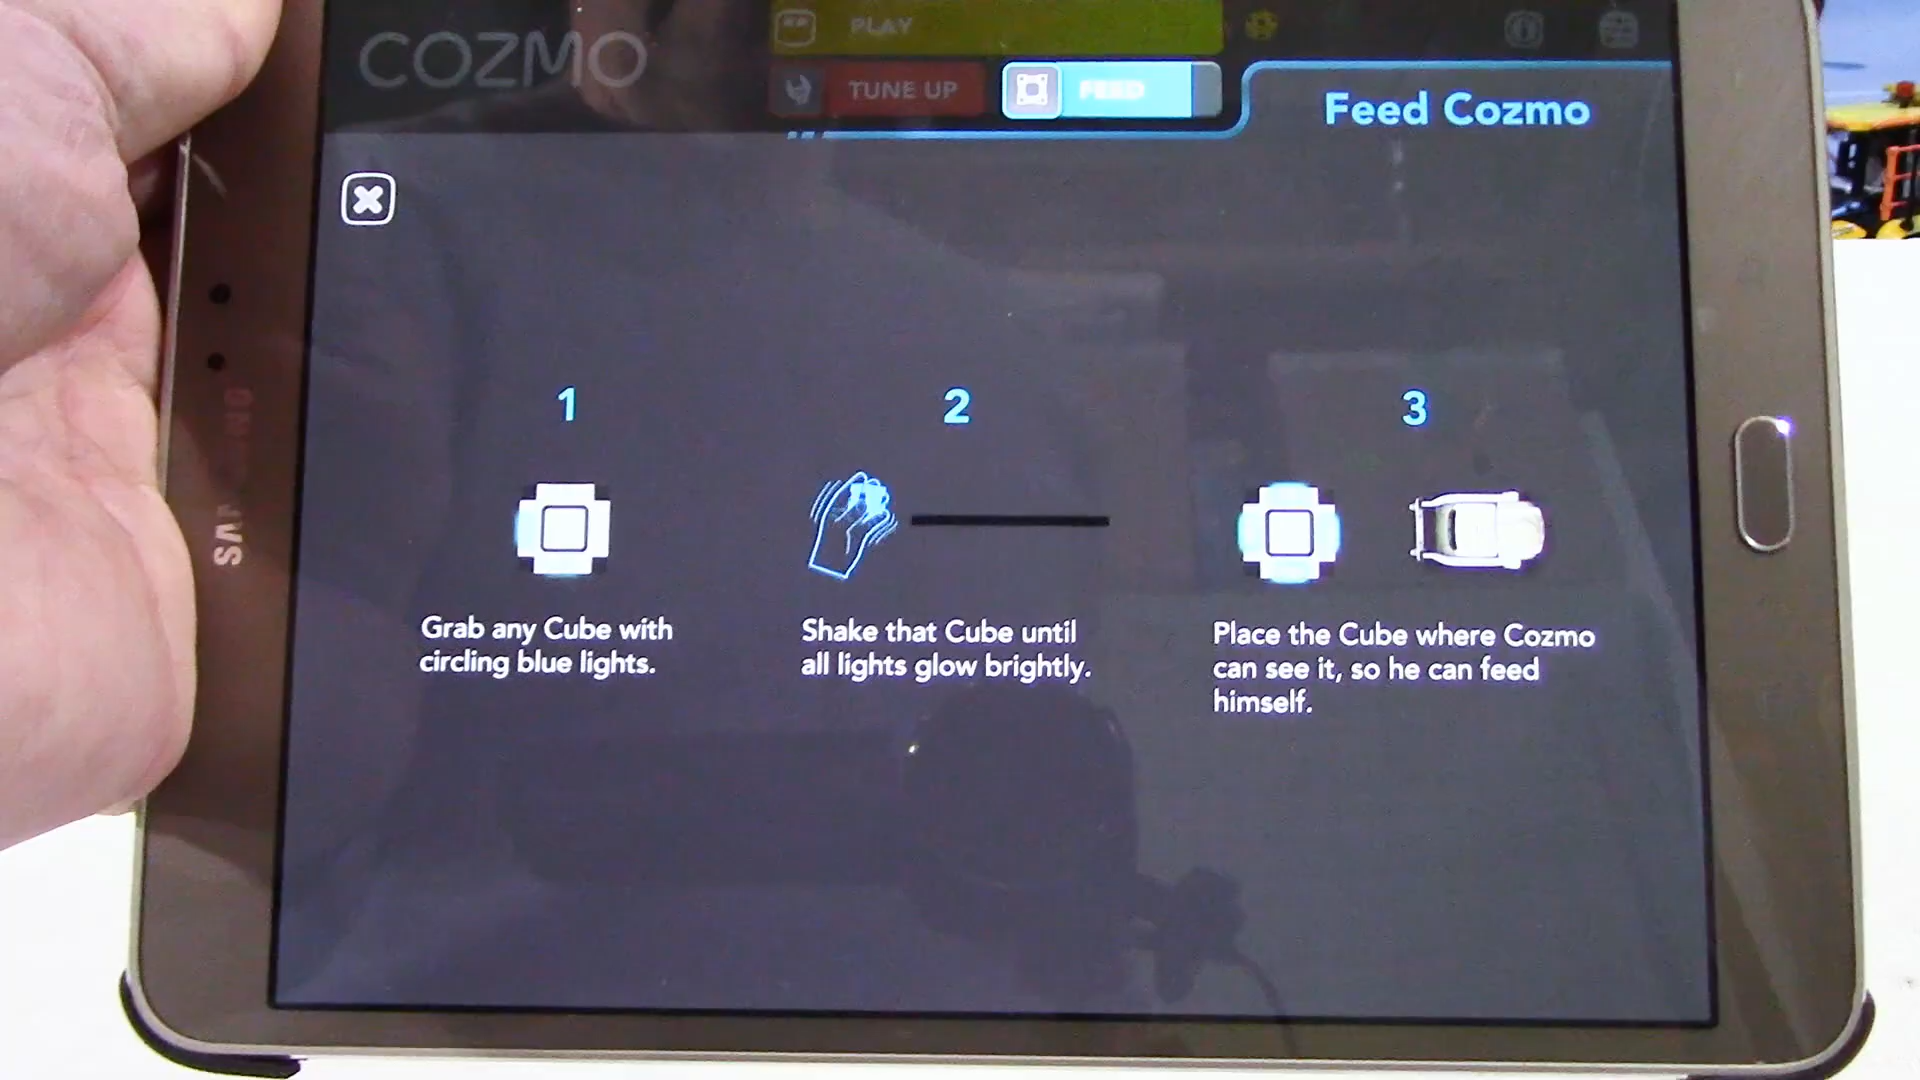 COZMO
PLAY
TUNE UP
FEED
Feed Cozmo
1
2
3
Grab any Cube with
circling blue lights.
Shake that Cube until
all lights glow brightly.
Place the Cube where Cozmo
can see it, so he can feed
himself.
SAMSUNG